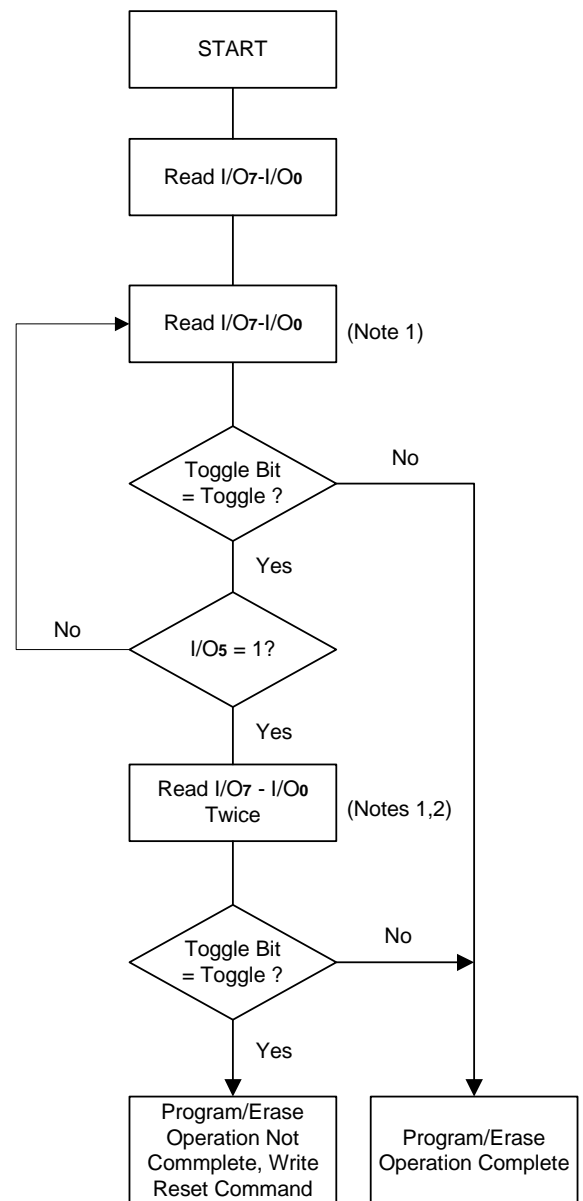 START
Read I/O7-I/O0
Read I/O7-I/O0
(Note 1)
Toggle Bit
= Toggle ?
No
Yes
I/O5 = 1?
No
Yes
Read I/O7 - I/O0
Twice
(Notes 1,2)
Toggle Bit
= Toggle ?
No
Yes
Program/Erase
Operation Not
Commplete, Write
Reset Command
Program/Erase
Operation Complete